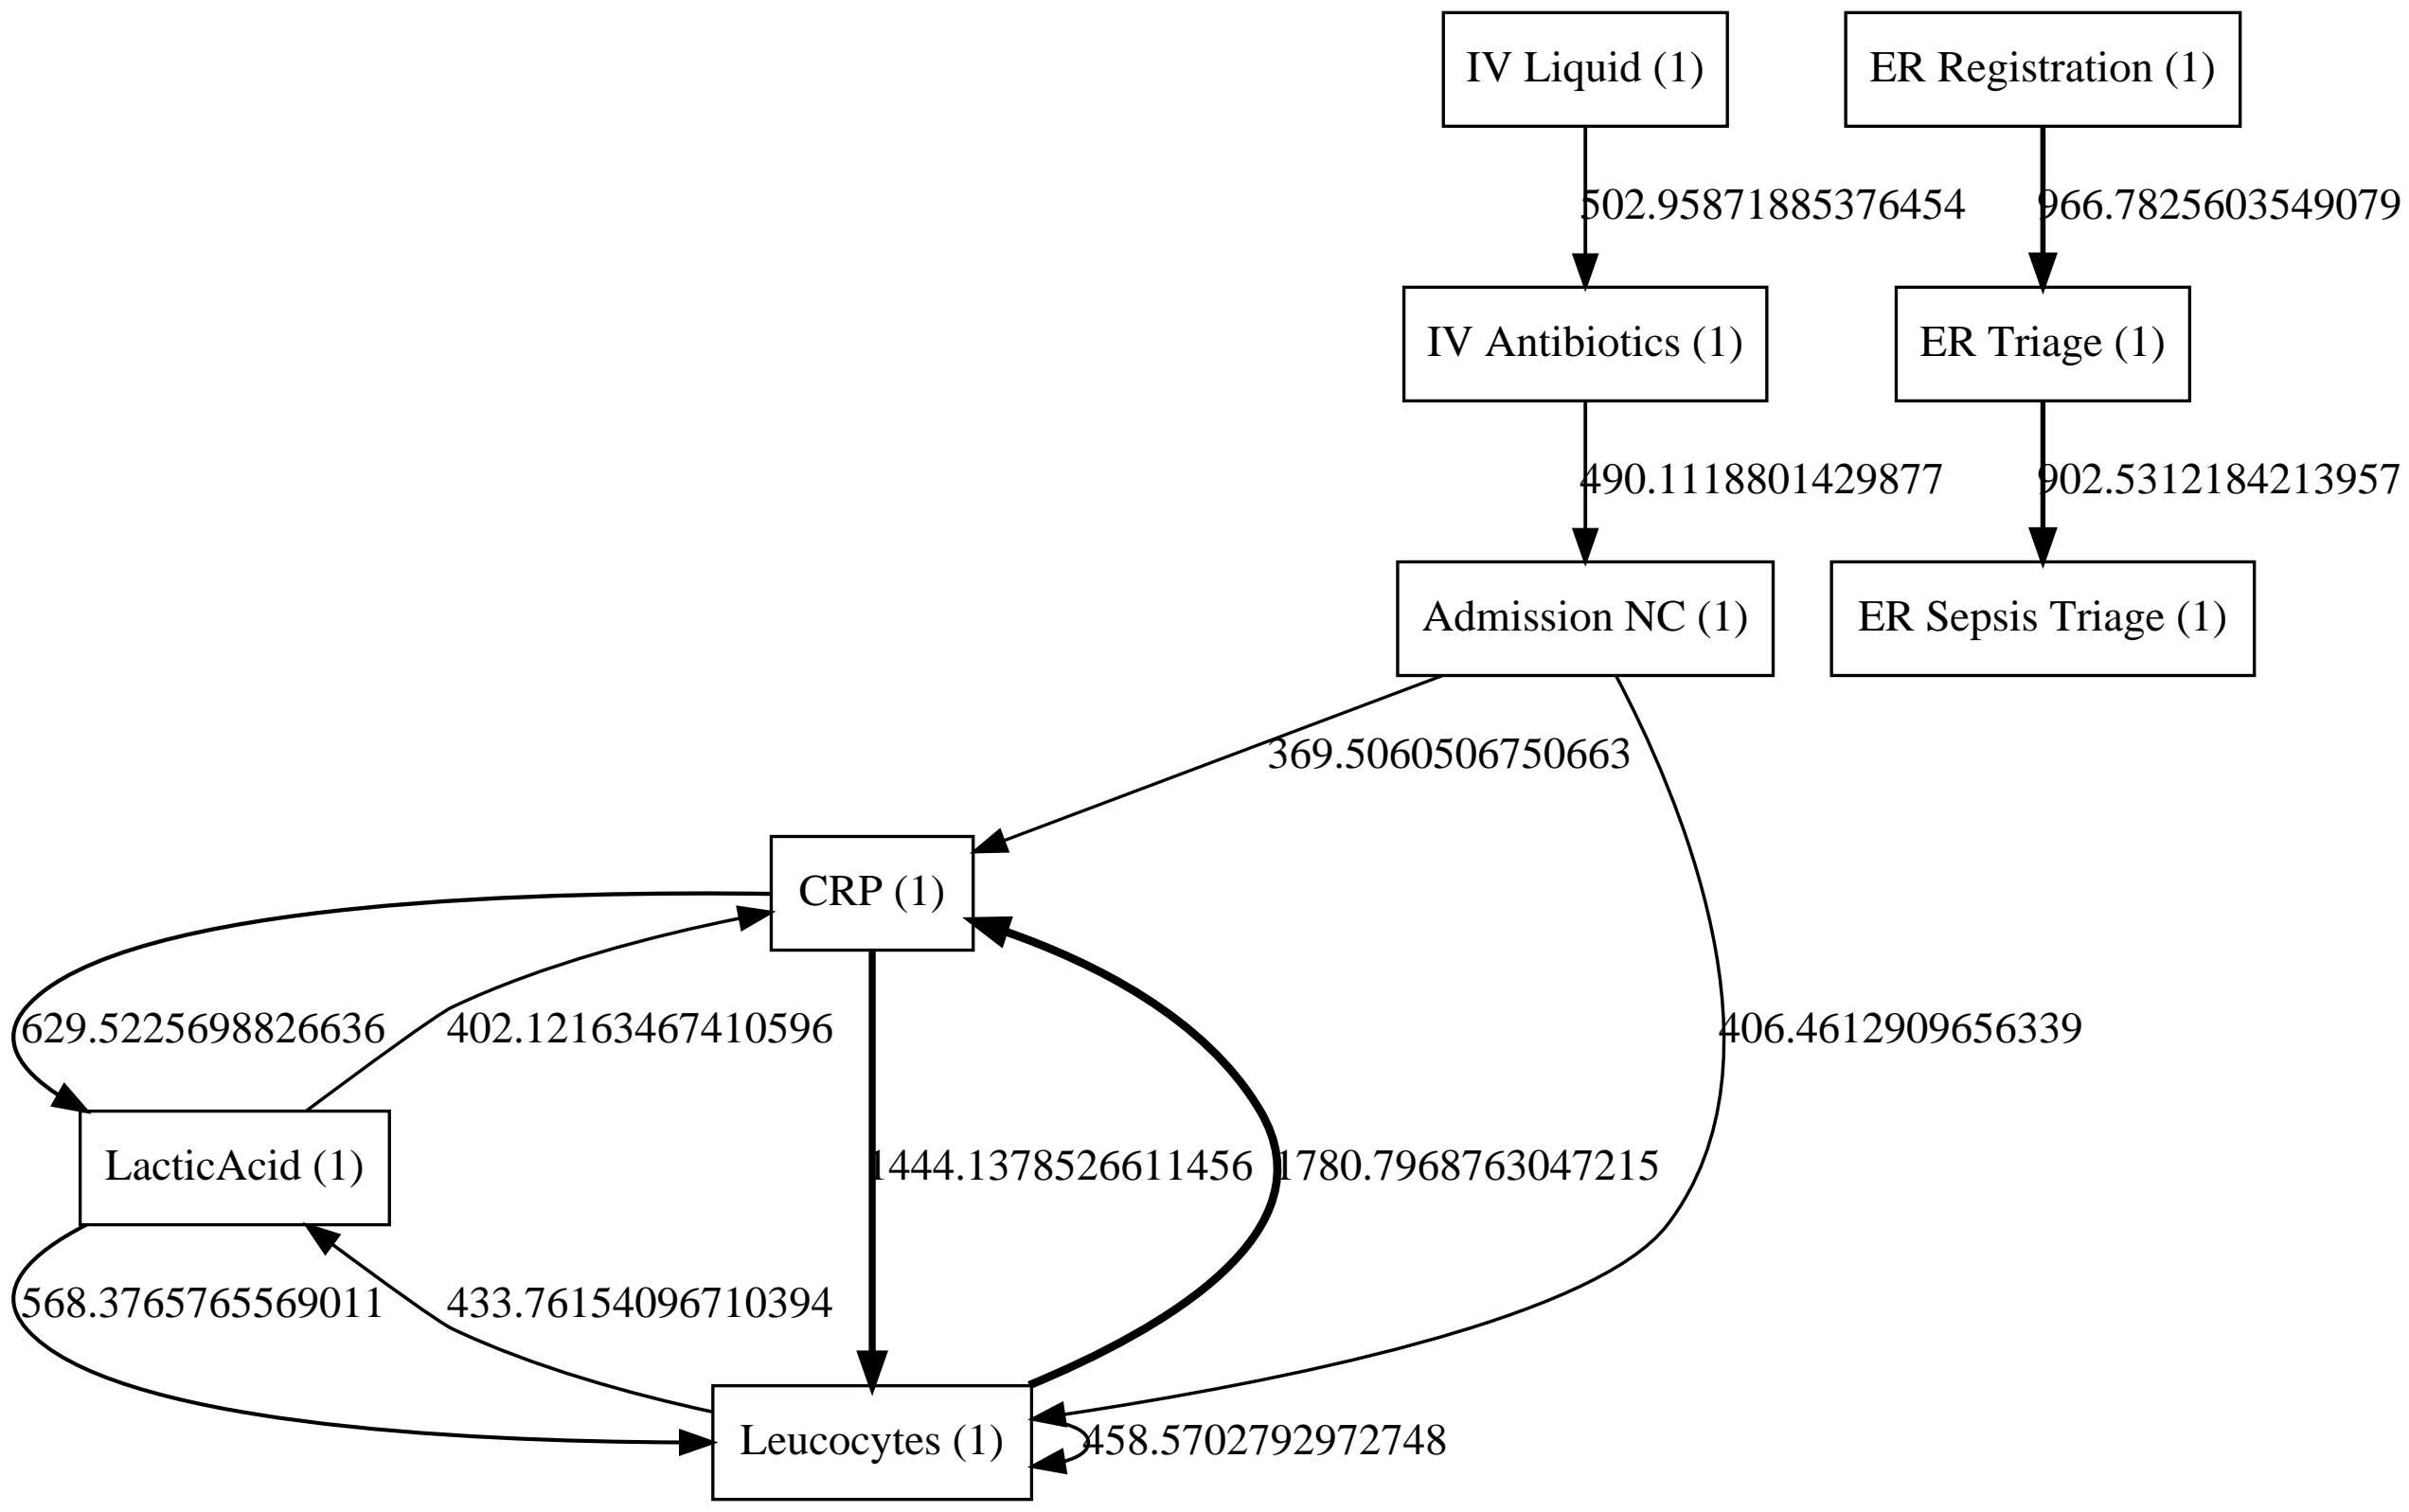 IV Liquid (1)
ER Registration (1)
502.95871885376454
966.7825603549079
IV Antibiotics (1)
ER Triage (1)
490.1118801429877
902.5312184213957
Admission NC (1)
ER Sepsis Triage (1)
369.5060506750663
CRP (1)
629.5225698826636
402.12163467410596
406.4612909656339
LacticAcid (1)
1444.1378526611456
1780.7968763047215
568.3765765569011
433.76154096710394
Leucocytes (1)
458.5702792972748